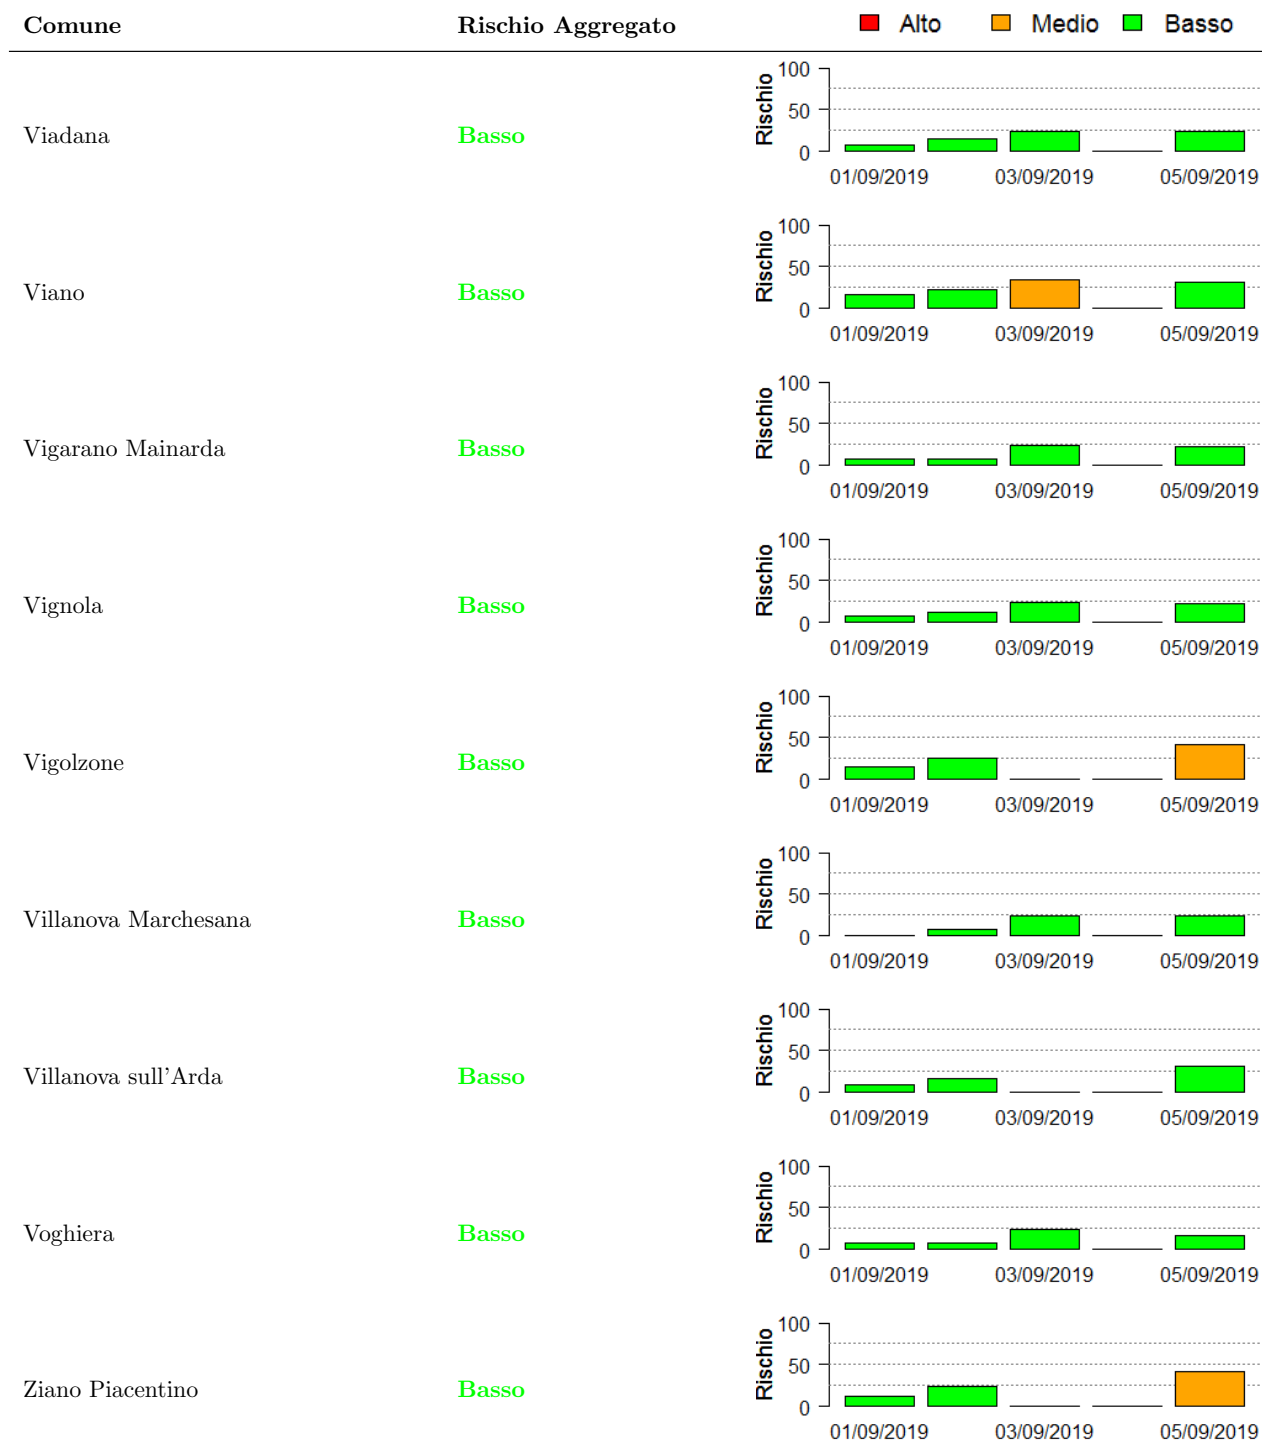 Comune Rischio Aggregato Alto Medio Basso
Viadana Basso Rischio 100 50 0
01/09/2019 03/09/2019 05/09/2019
Viano Basso Rischio 100 50 0
01/09/2019 03/09/2019 05/09/2019
Vigarano Mainarda Basso Rischio 100 50 0
01/09/2019 03/09/2019 05/09/2019
Vignola Basso Rischio 100 50 0
01/09/2019 03/09/2019 05/09/2019
Vigolzone Basso Rischio 100 50 0
01/09/2019 03/09/2019 05/09/2019
Villanova Marchesana Basso Rischio 100 50 0
01/09/2019 03/09/2019 05/09/2019
Villanova sull'Arda Basso Rischio 100 50 0
01/09/2019 03/09/2019 05/09/2019
Voghiera Basso Rischio 100 50 0
01/09/2019 03/09/2019 05/09/2019
Ziano Piacentino Basso Rischio 100 50 0
01/09/2019 03/09/2019 05/09/2019